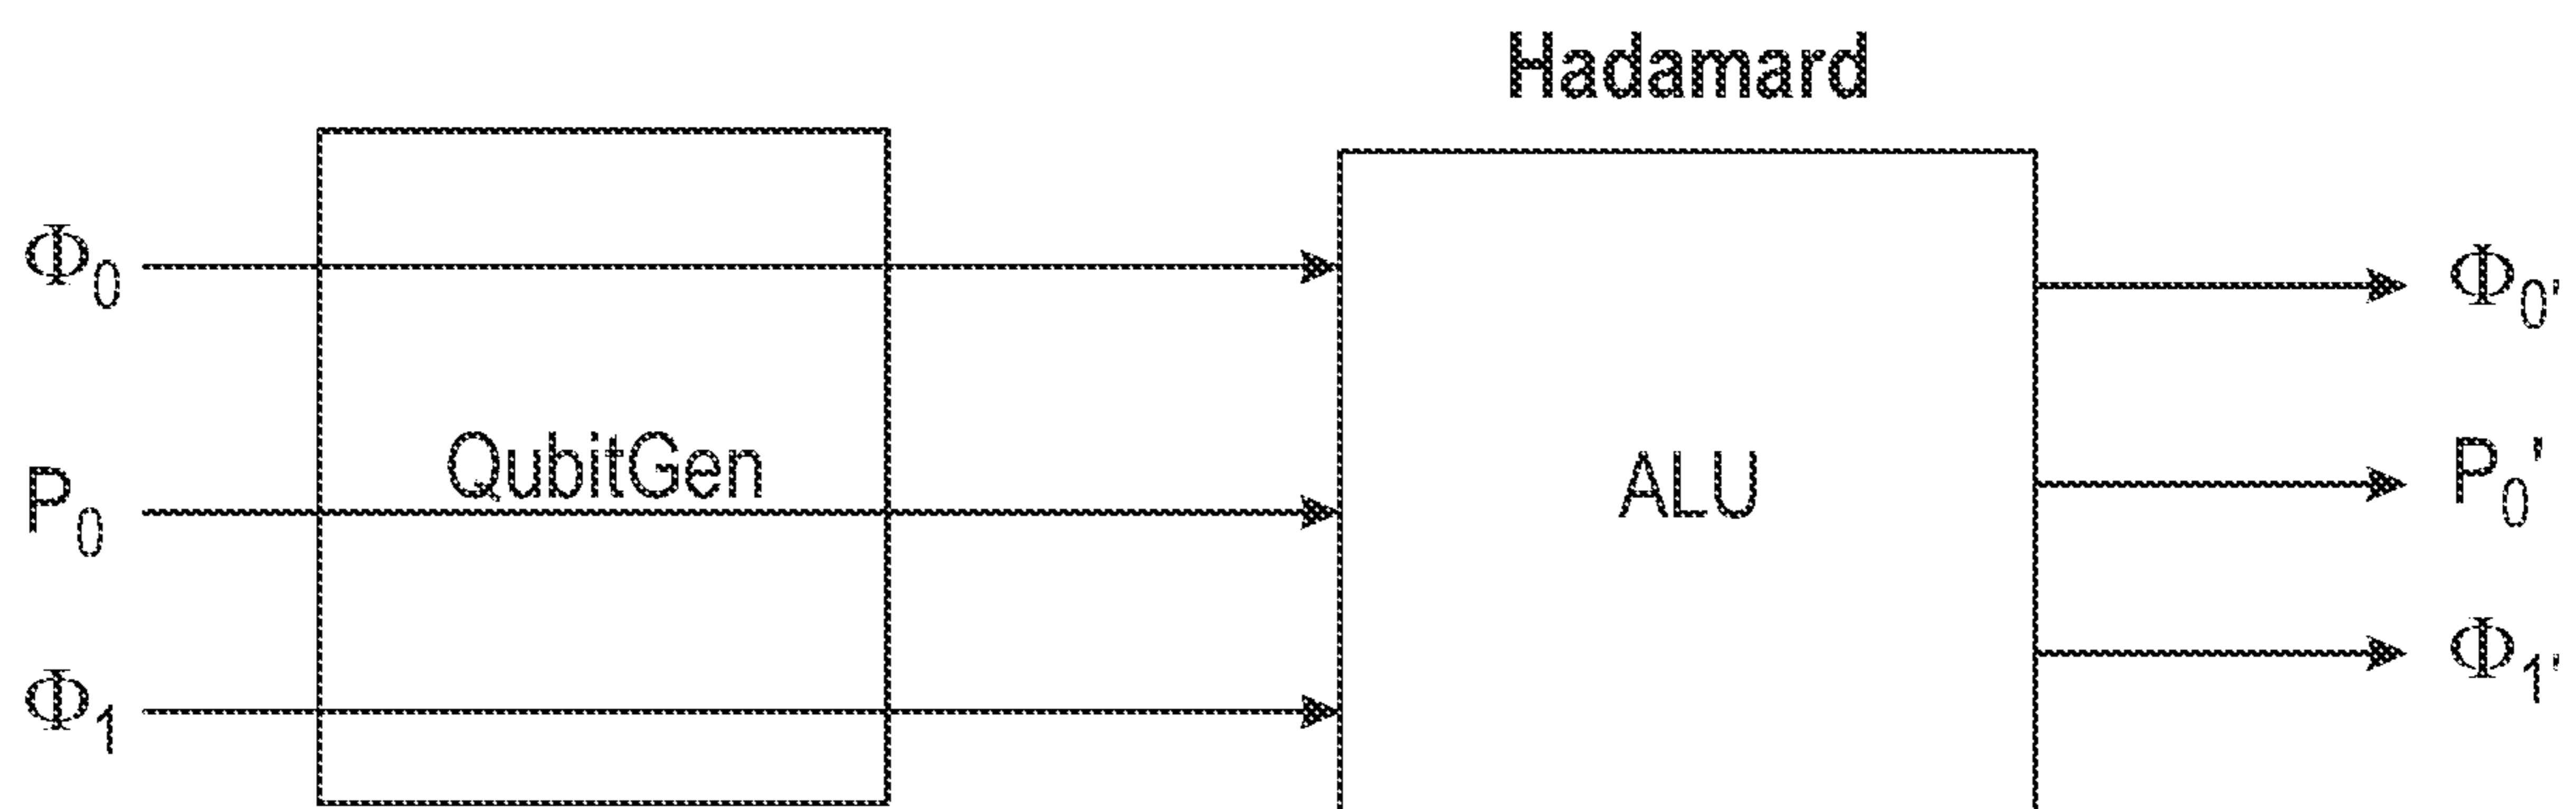 Hadamard
Φ0
QubitGen
P0
Φ1
ALU
Φ0'
P0'
Φ1'